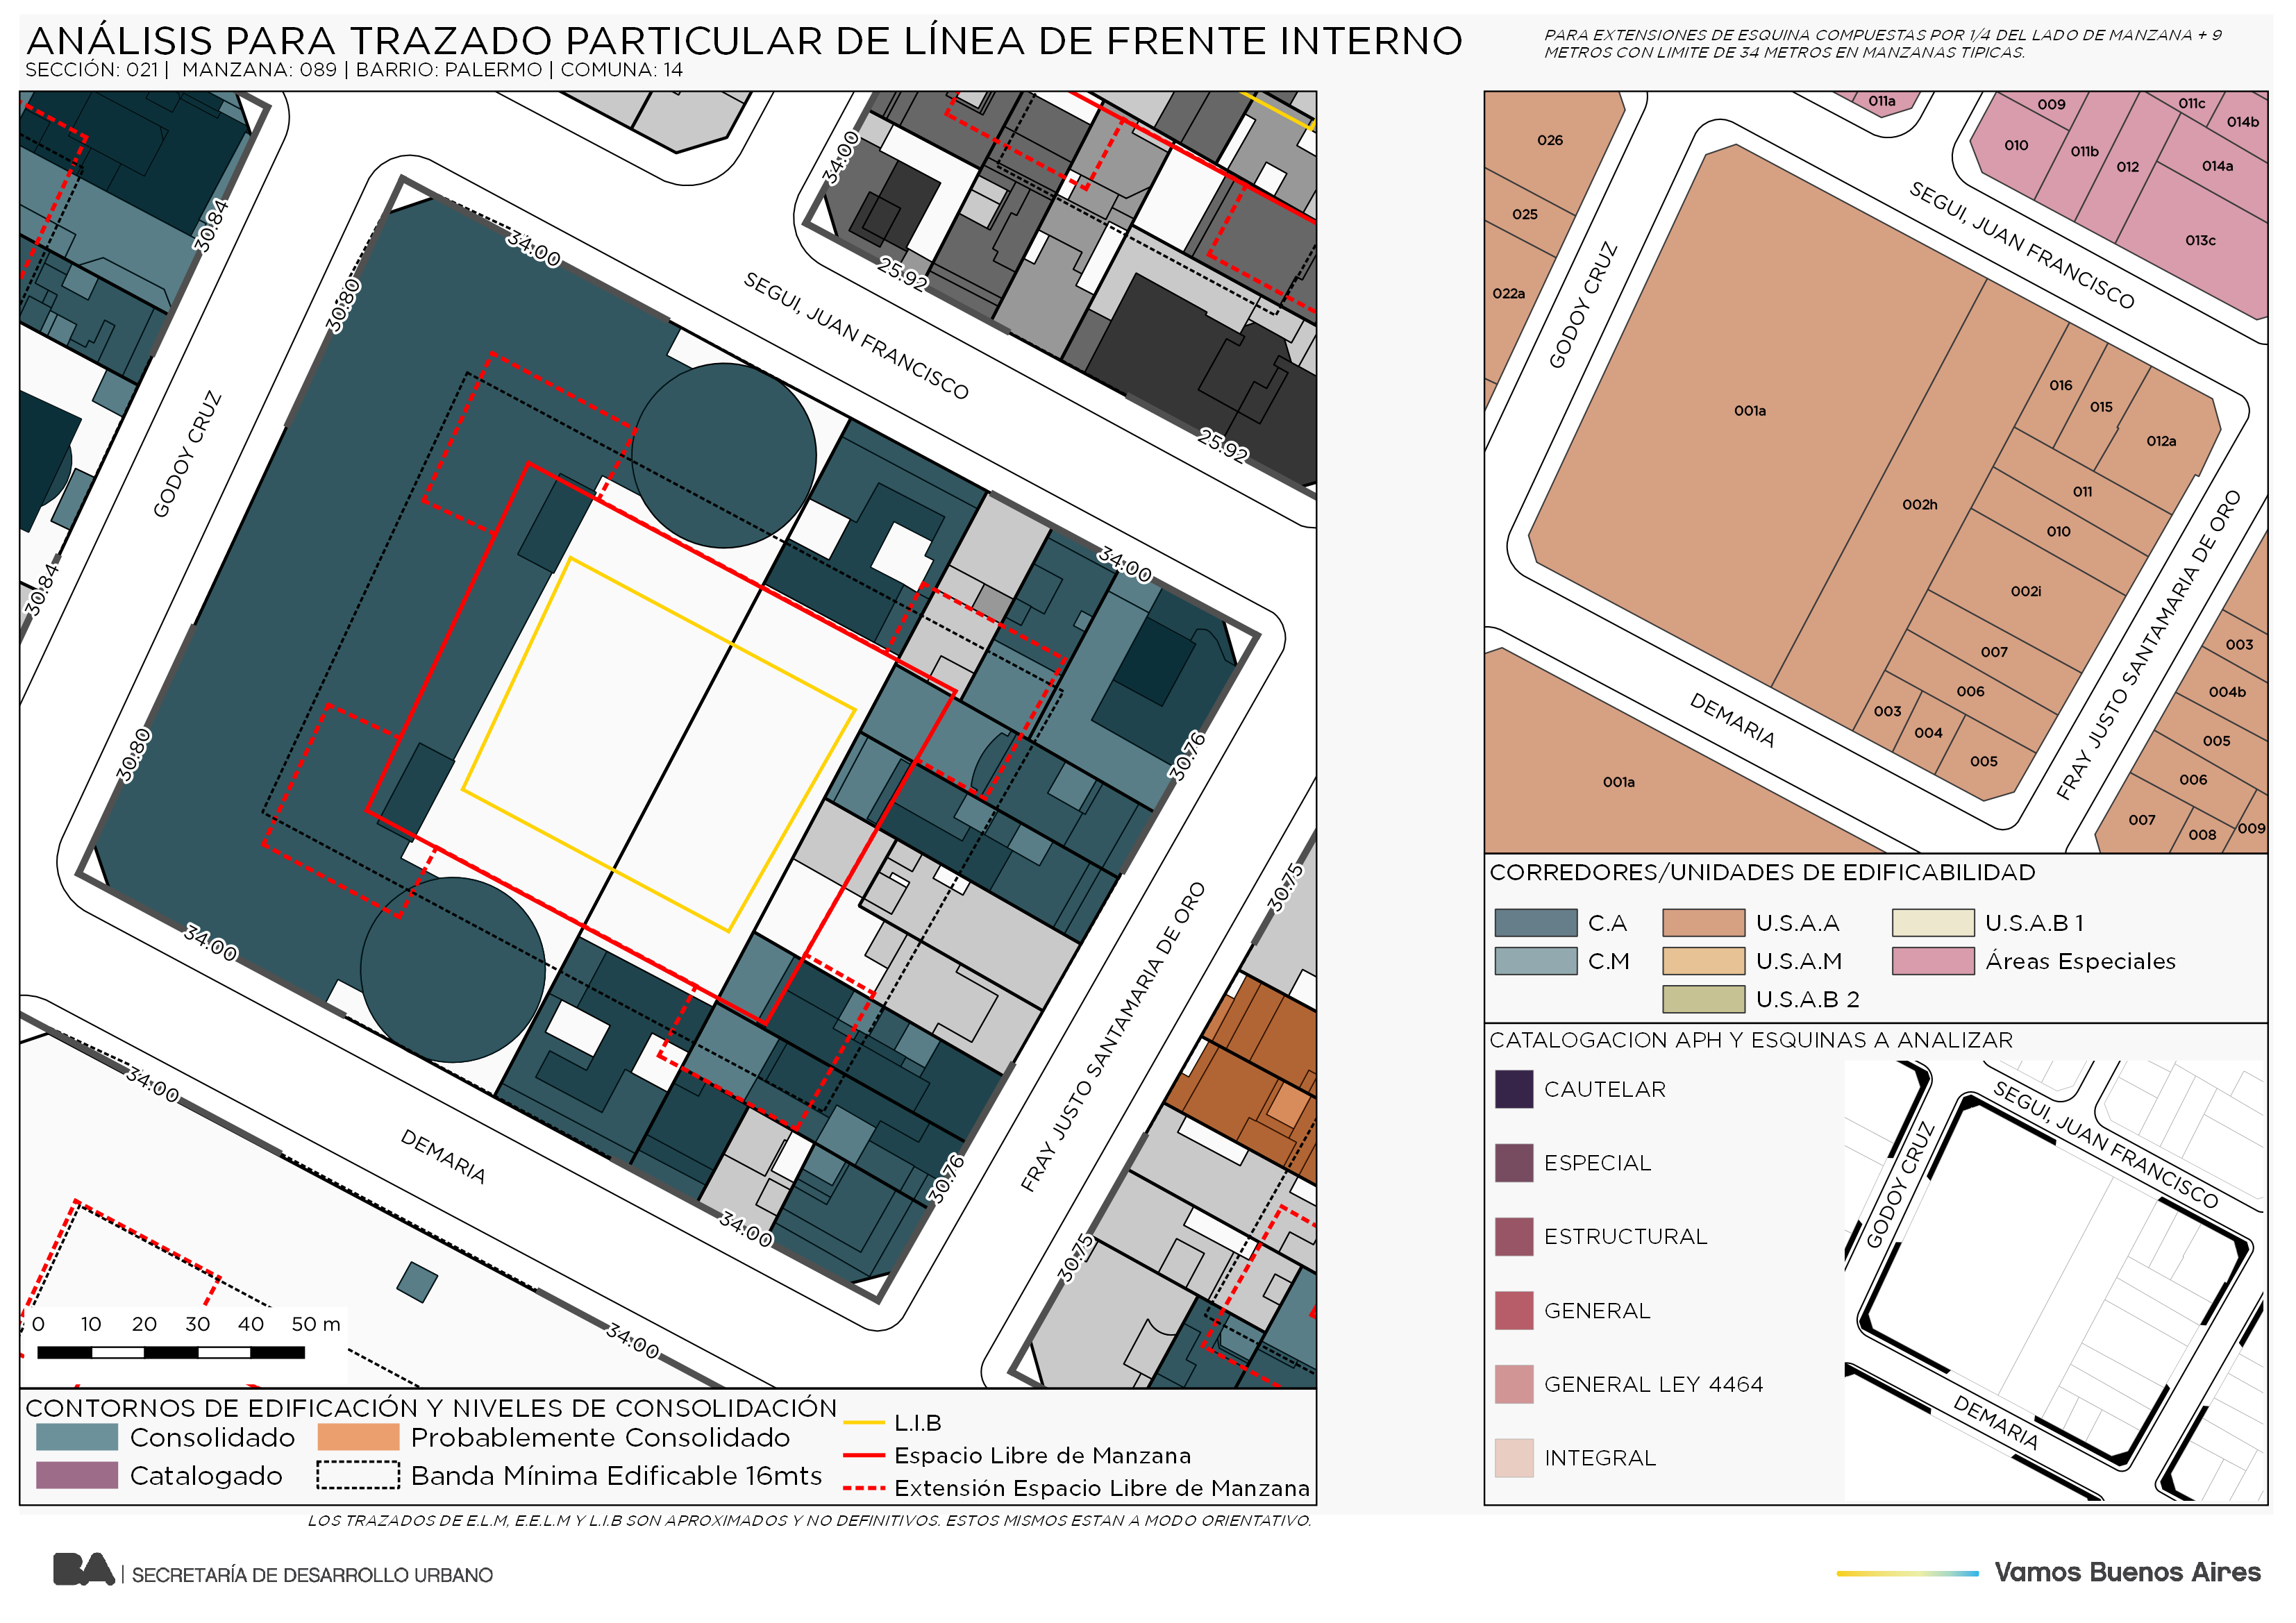 ANÁLISIS PARA TRAZADO PARTICULAR DE LÍNEA DE FRENTE INTERNO
SECCIÓN: 021 | MANZANA: 089 | BARRIO: PALERMO | COMUNA: 14
PARA EXTENSIONES DE ESQUINA COMPUESTAS POR 1/4 DEL LADO DE MANZANA + 9
METROS CON LIMITE DE 34 METROS EN MANZANAS TIPICAS.
34:00
30.84
34:00
25.92
30.80
SEGUI, JUAN FRANCISCO
GODOY CRUZ
25.92
34:00
30.84
30.80
30.76
34:00
FRAY JUSTO SANTAMARIA DE ORO
30.75
34:00
DEMARIA
30.76
34:00
30.75
34:00
0 10 20 30 40 50 m
CONTORNOS DE EDIFICACIÓN Y NIVELES DE CONSOLIDACIÓN
Consolidado
Probablemente Consolidado
Catalogado
Banda Mínima Edificable 16mts
L.I.B
Espacio Libre de Manzana
Extensión Espacio Libre de Manzana
LOS TRAZADOS DE E.L.M, E.E.L.M Y L.I.B SON APROXIMADOS Y NO DEFINITIVOS. ESTOS MISMOS ESTAN A MODO ORIENTATIVO.
011a
009
011c
014b
026
010
011b
012
014a
025
013c
022a
SEGUI, JUAN FRANCISCO
GODOY CRUZ
001a
016
015
012a
011
002h
010
002i
007
006
003
004
005
003
004b
005
006
007
008
009
FRAY JUSTO SANTAMARIA DE ORO
DEMARIA
001a
CORREDORES/UNIDADES DE EDIFICABILIDAD
C.A
U.S.A.A
U.S.A.B 1
C.M
U.S.A.M
Áreas Especiales
U.S.A.B 2
CATALOGACION APH Y ESQUINAS A ANALIZAR
CAUTELAR
ESPECIAL
ESTRUCTURAL
GENERAL
GENERAL LEY 4464
INTEGRAL
SEGUI, JUAN FRANCISCO
GODOY CRUZ
DEMARIA
BA | SECRETARÍA DE DESARROLLO URBANO
Vamos Buenos Aires